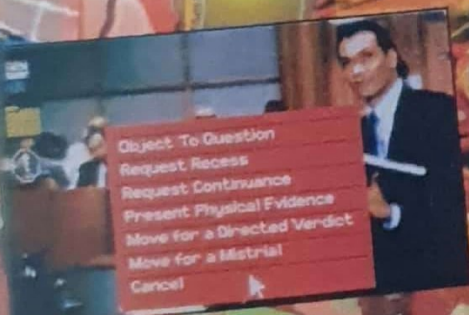 Object To Question
Request Recess
Request Continuance
Present Physical Evidence
Move for a Directed Verdict
Move for a Mistrial
Cancel